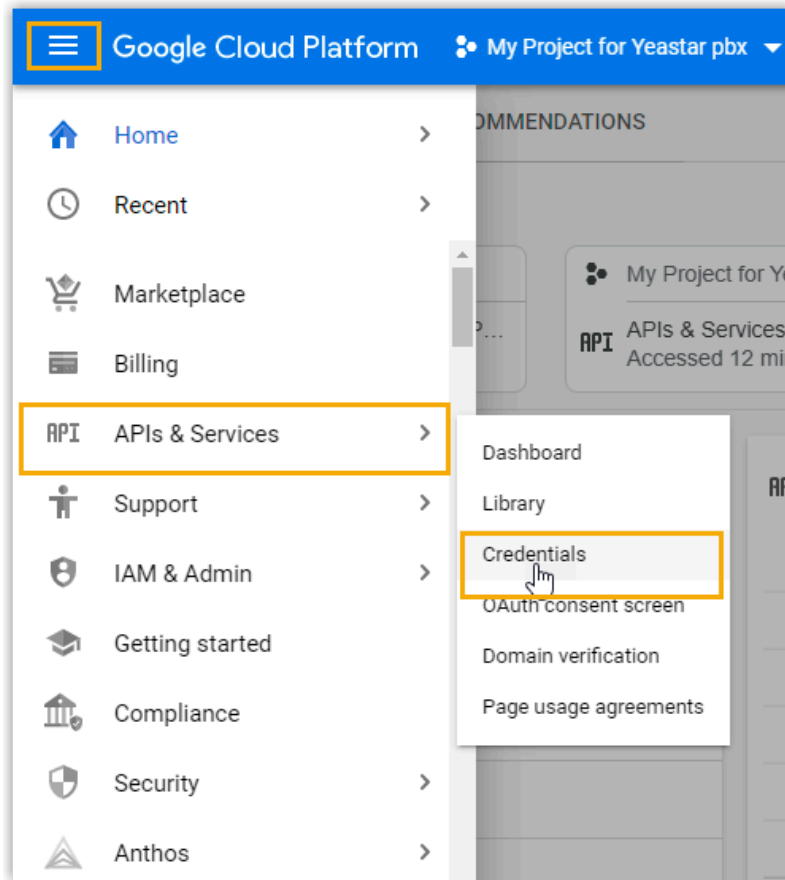 Google Cloud Platform My Project for Yeastar pbx
Home
Recent
Marketplace
Billing
API APIs & Services
Support
IAM & Admin
Getting started
Compliance
Security
Anthos
Dashboard
Library
Credentials
OAuth consent screen
Domain verification
Page usage agreements
OMMENDATIONS
P...
My Project for Y
API APIs & Services
Accessed 12 mi